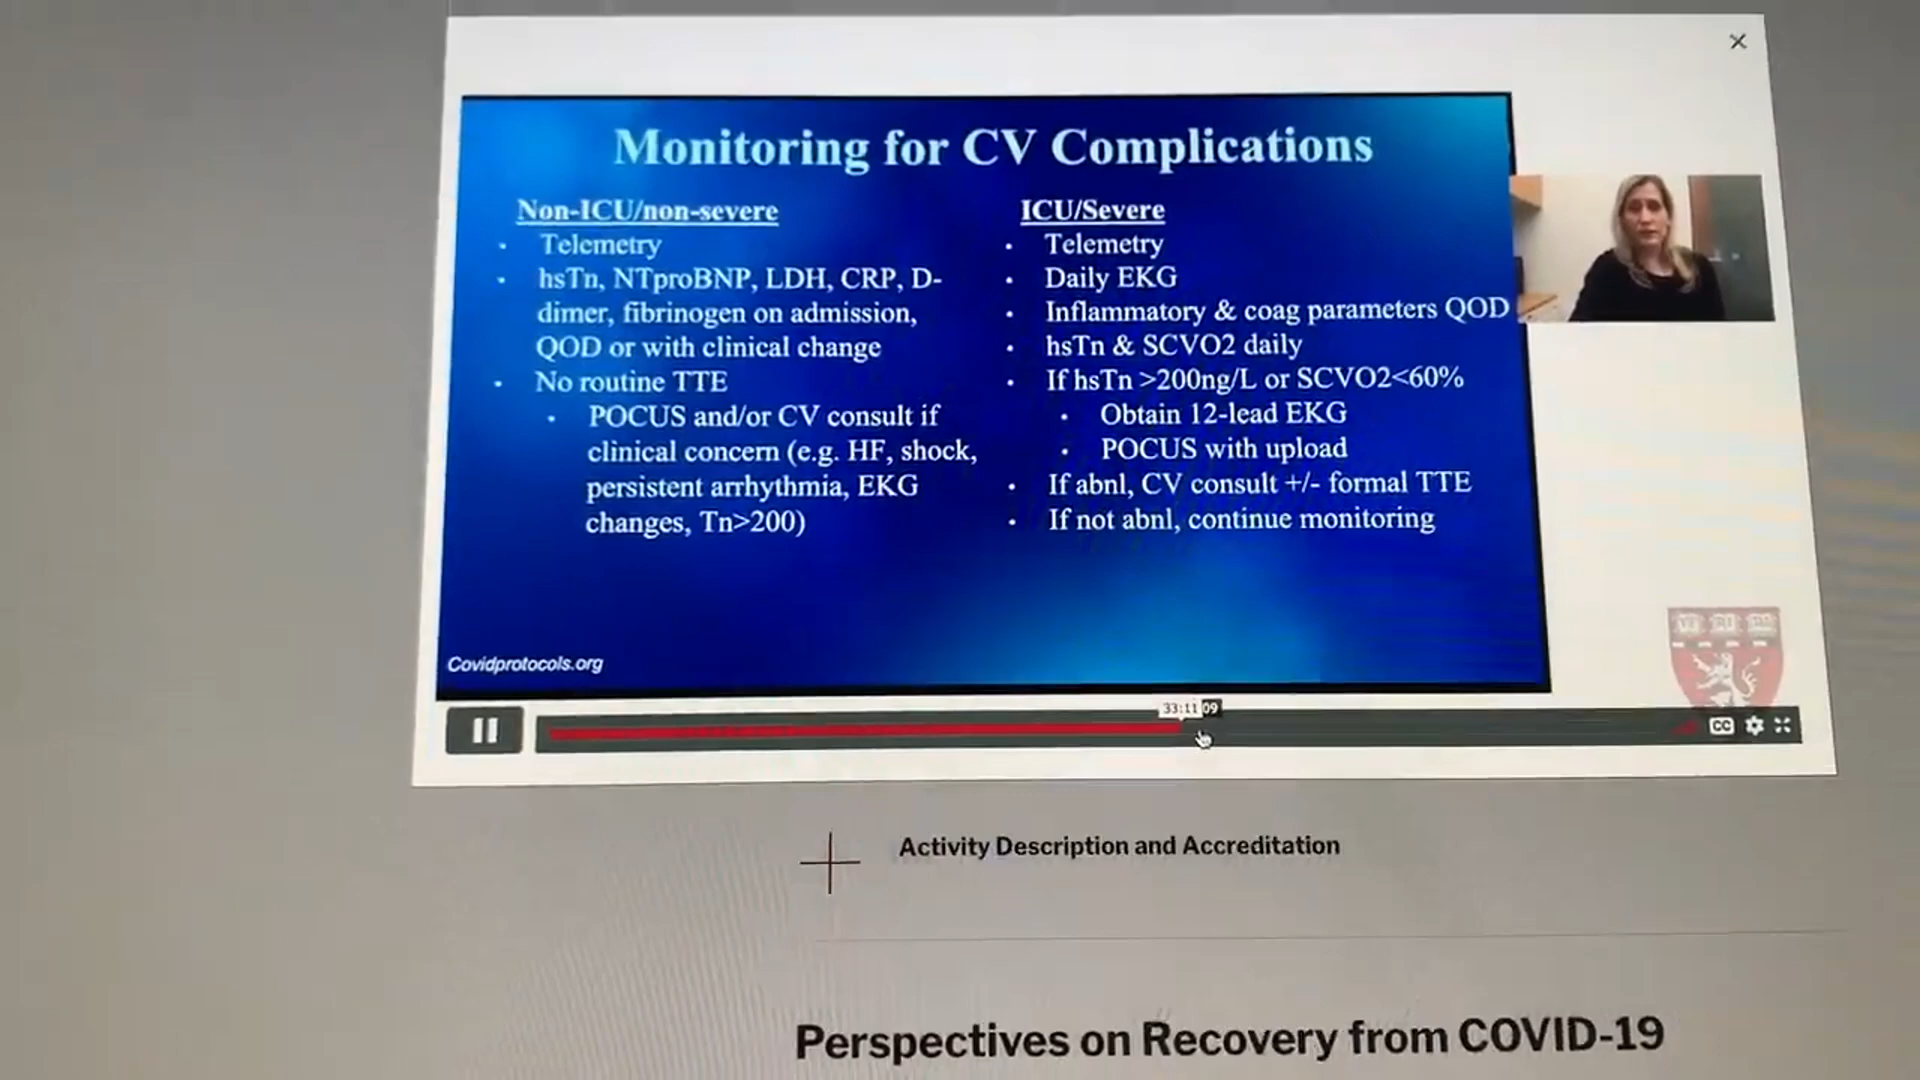 Monitoring for CV Complications
Non-ICU/non-severe
Telemetry
hsTn, NTproBNP, LDH, CRP, D-
dimer, fibrinogen on admission,
QOD or with clinical change
No routine TTE
POCUS and/or CV consult if
clinical concern (e.g. HF, shock,
persistent arrhythmia, EKG
changes, Tn>200)
ICU/Severe
Telemetry
Daily EKG
Inflammatory & coag parameters QOD
hsTn & SCVO2 daily
If hsTn >200ng/L or SCVO2<60%
Obtain 12-lead EKG
POCUS with upload
If abnl, CV consult +/- formal TTE
If not abnl, continue monitoring
Covidprotocols.org
33:11
09
CC
Activity Description and Accreditation
Perspectives on Recovery from COVID-19